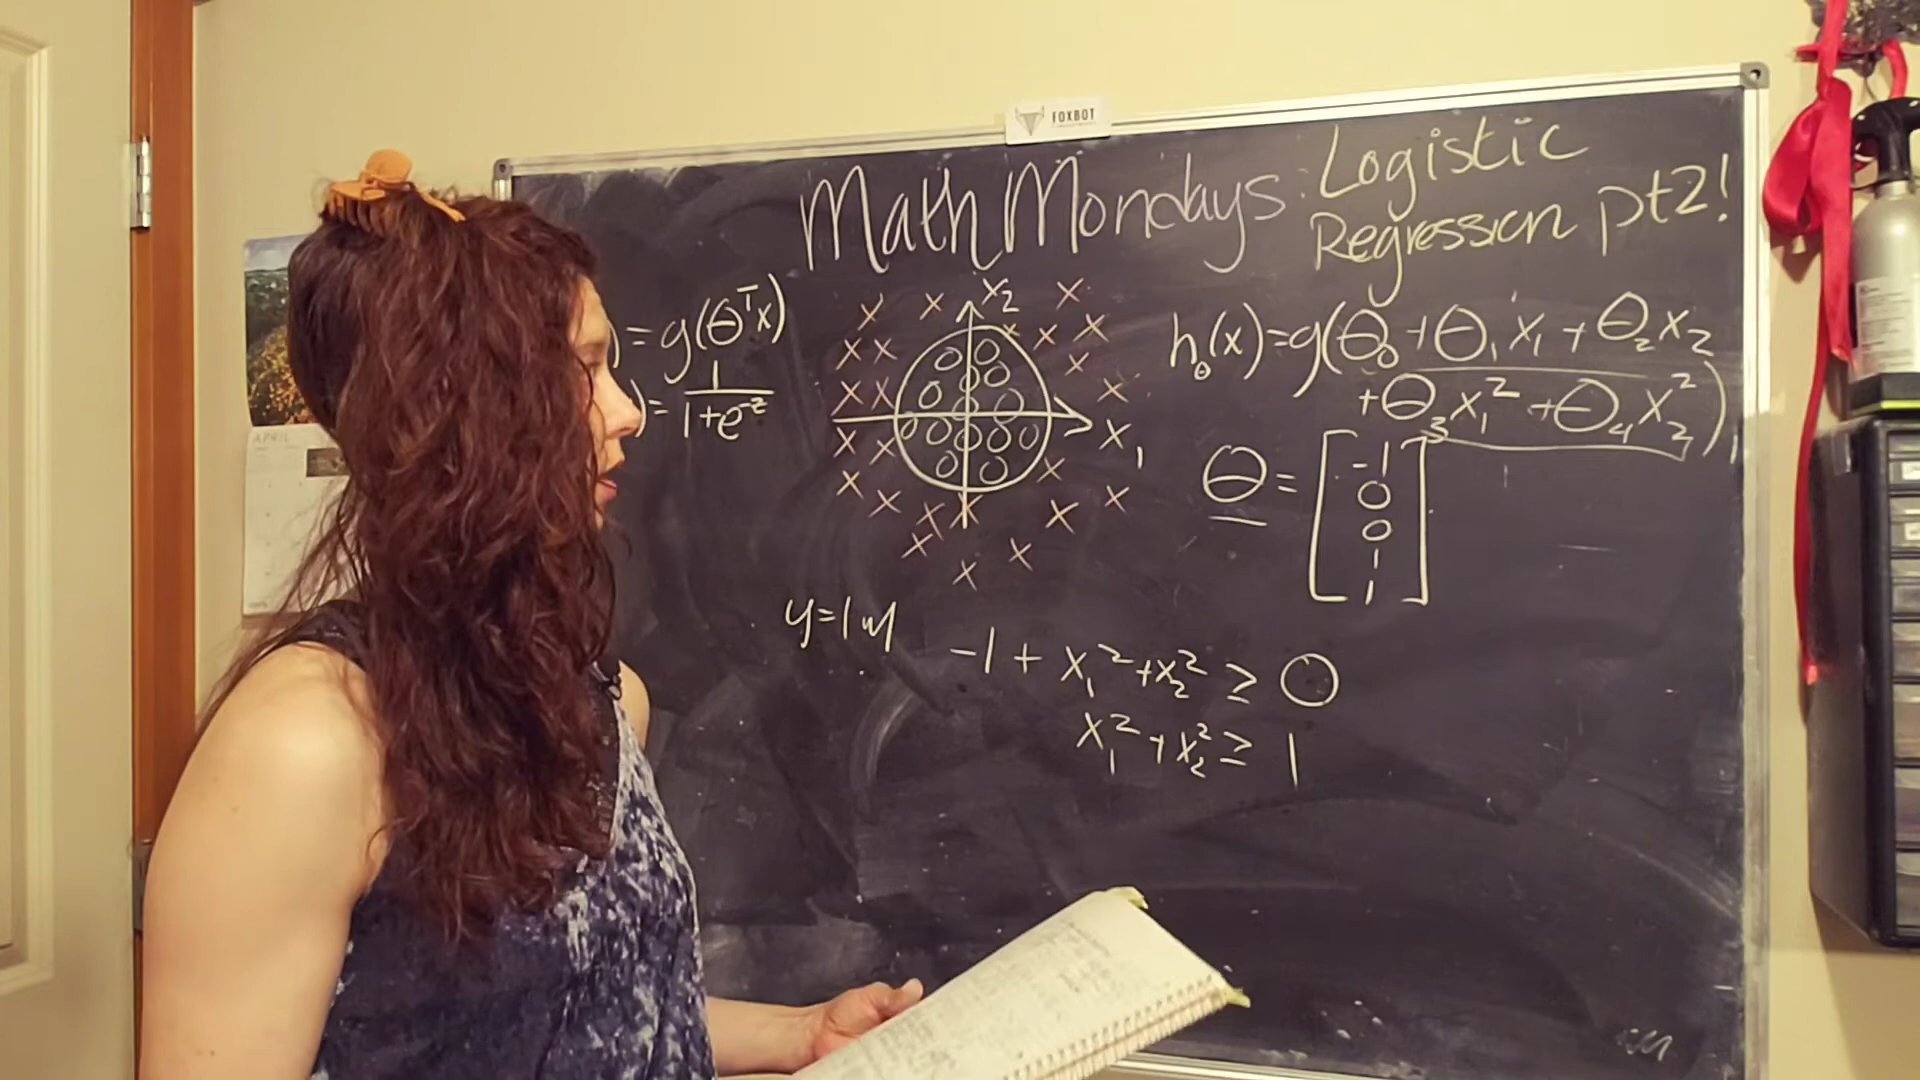 FOXBOT
Math Mondays: Logistic
Regression pt2!
) = g(Θᵀx)
) = 1/(1+e⁻ᶻ)
x₂
x₁
h_θ(x) = g(Θ₀ + Θ₁x₁ + Θ₂x₂
+ Θ₃x₁² + Θ₄x₂²)
Θ = [-1
0
0
1
1]
y=1 if
-1 + x₁² + x₂² ≥ 0
x₁² + x₂² ≥ 1
APRIL